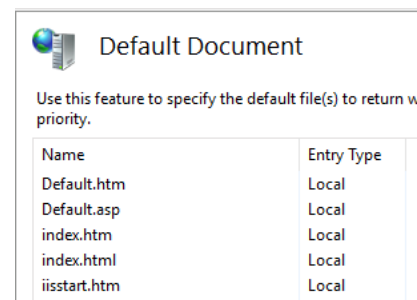 Default Document
Use this feature to specify the default file(s) to return
priority.
Name Entry Type
Default.htm Local
Default.asp Local
index.htm Local
index.html Local
iisstart.htm Local